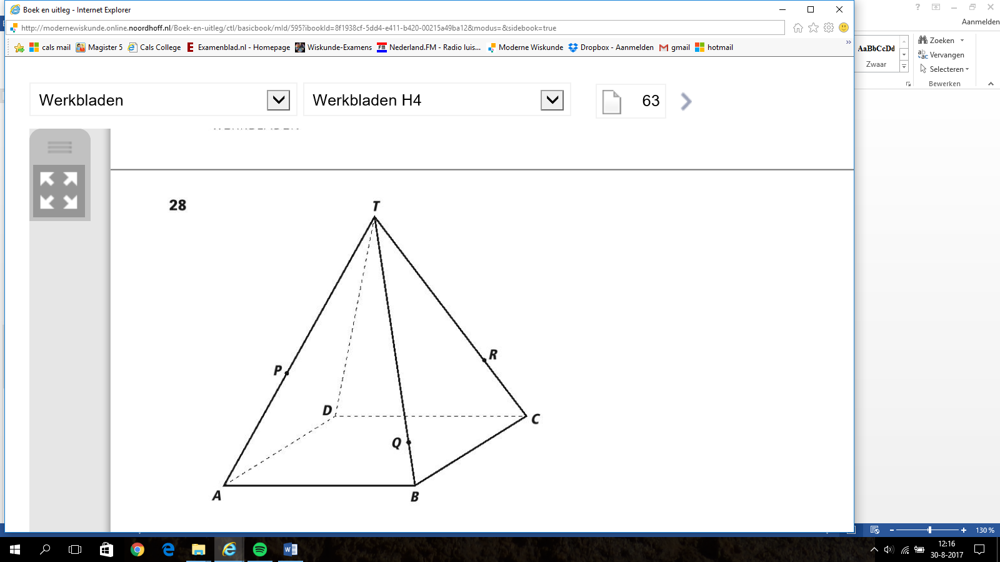 Boek en uitleg - Internet Explorer
http://modernewiskunde.online.noordhoff.nl/Boek-en-uitleg/ctl/basicbook/mId/595?ibookId=8f1938cf-5dd4-e411-b420-00215a49ba12&modus=&sidebook=true
cals mail Magister 5 Cals College Examenblad.nl - Homepage Wiskunde-Examens Nederland.FM - Radio luis... Moderne Wiskunde Dropbox - Aanmelden gmail hotmail
?
Aanmelden
AaBbCcDd
Zwaar
Zoeken
Vervangen
Selecteren
Bewerken
Werkbladen
Werkbladen H4
63
28
T
P
R
D
C
Q
A
B
130 %
12:16
30-8-2017